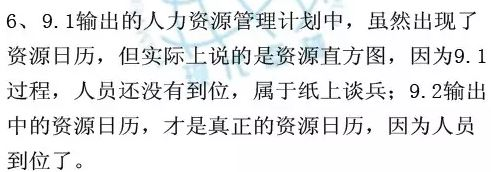 6、9.1输出的人力资源管理计划中，虽然出现了
资源日历，但实际上说的是资源直方图，因为9.1
过程，人员还没有到位，属于纸上谈兵；9.2输出
中的资源日历，才是真正的资源日历，因为人员
到位了。